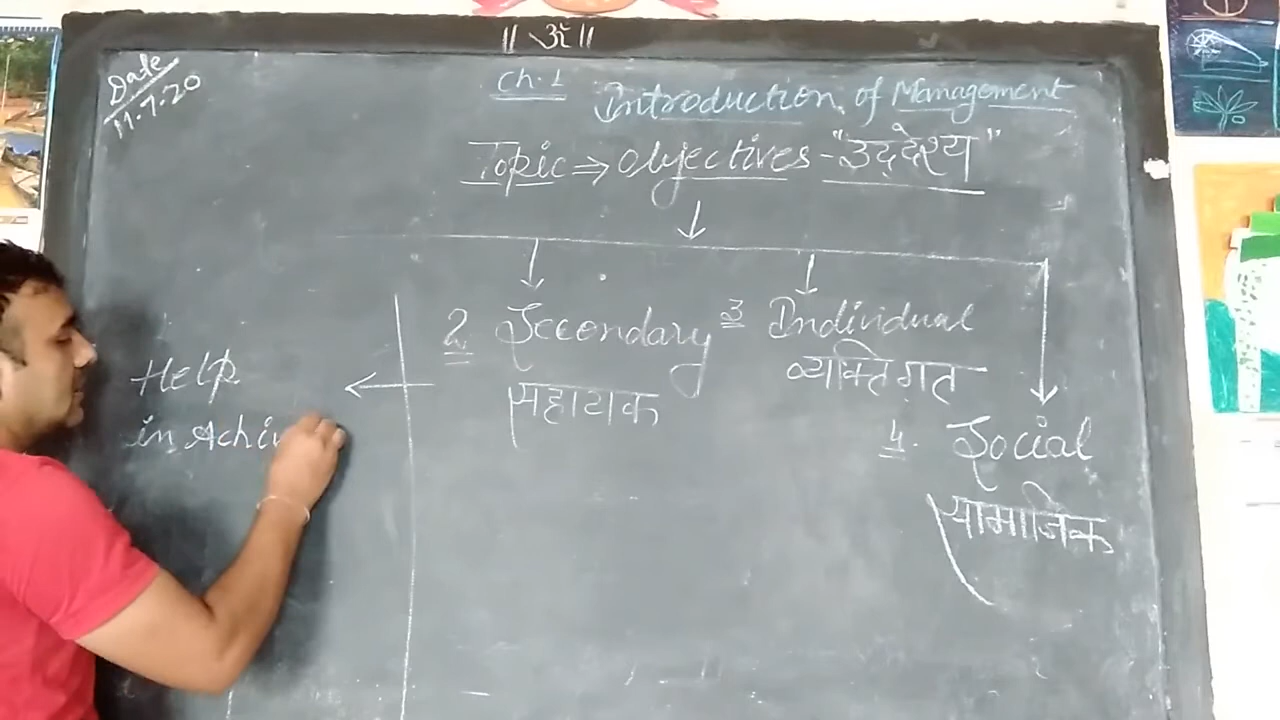 || ॐ ||
Date
11.7.20
Ch. 1 Introduction of Management
Topic ⇒ Objectives - "उद्देश्य"
2 Secondary
सहायक
3 Individual
व्यक्तिगत
4. Social
सामाजिक
Help
in Achi